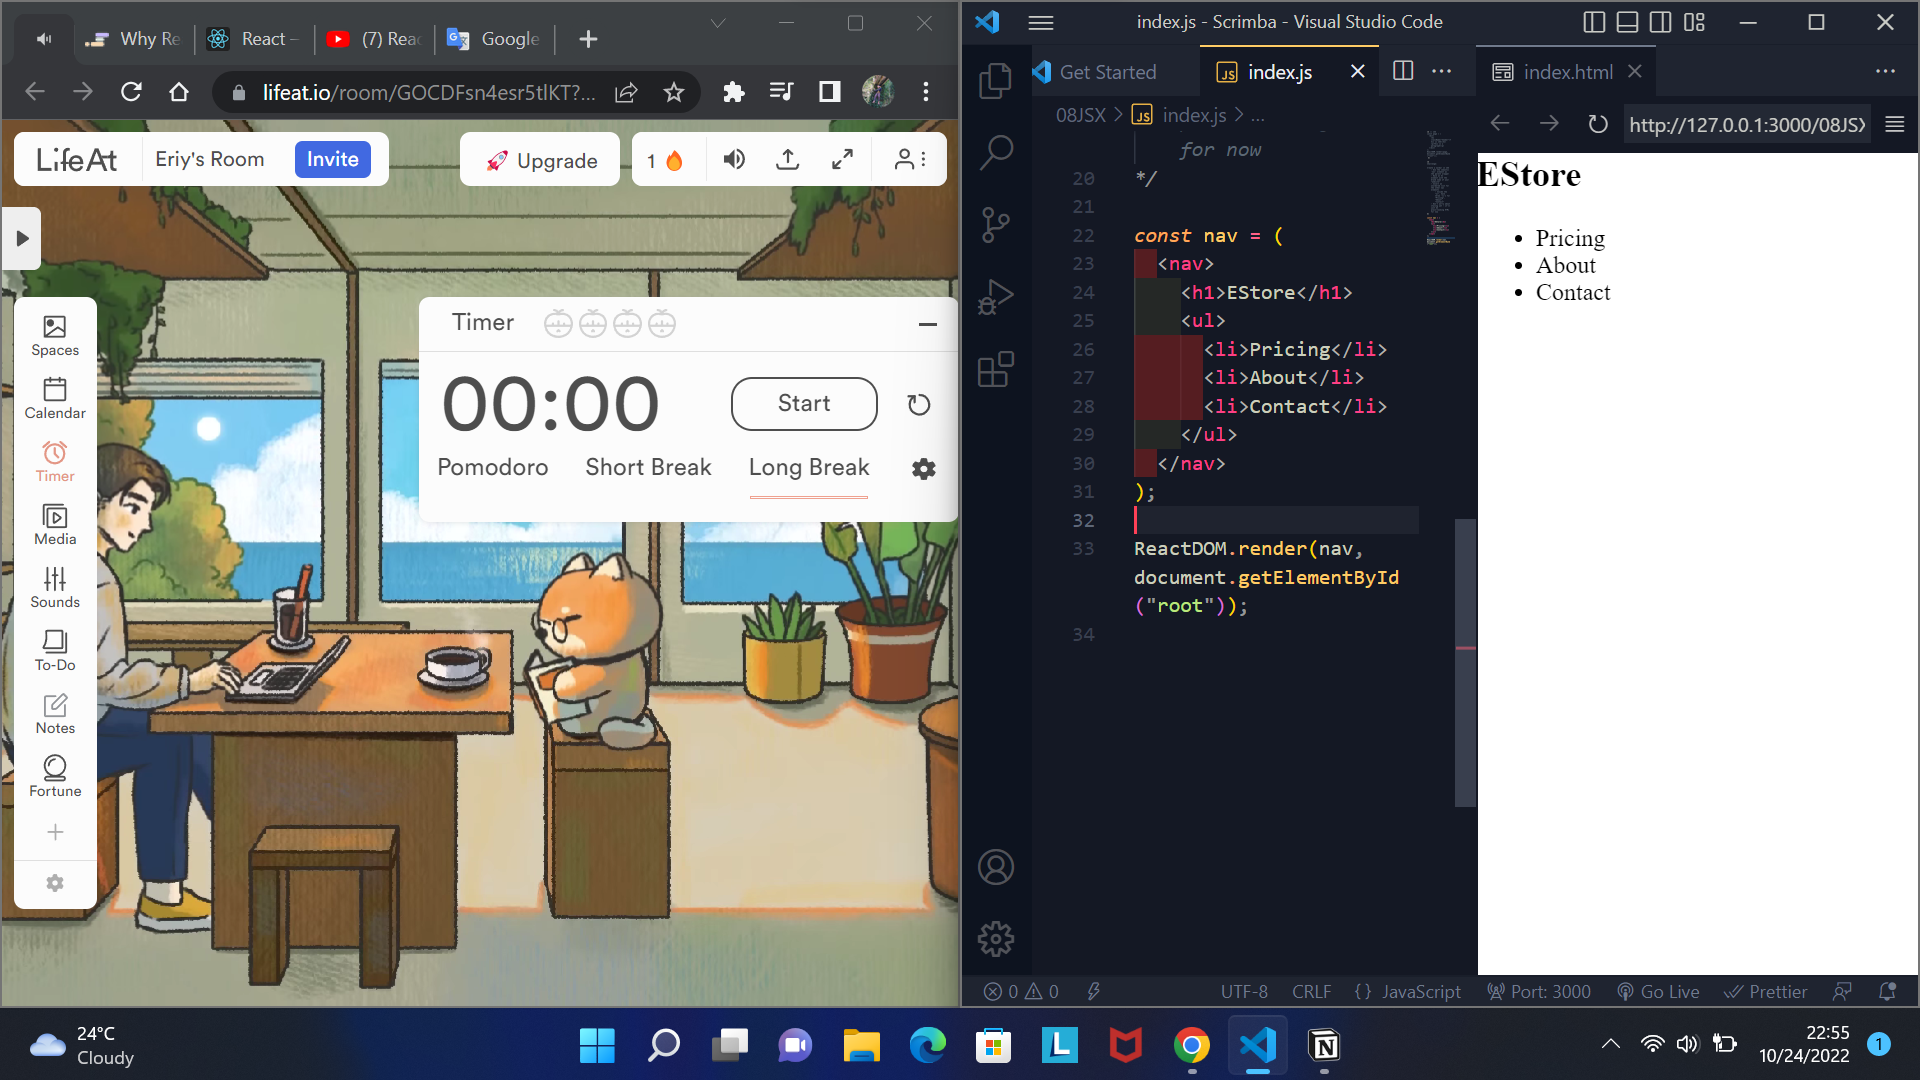 Why Re
React –
(7) Reac
Google
lifeat.io/room/GOCDFsn4esr5tlKT?...
LifeAt
Eriy's Room
Invite
Upgrade
1
Spaces
Calendar
Timer
Media
Sounds
To-Do
Notes
Fortune
Timer
00:00
Start
Pomodoro
Short Break
Long Break
index.js - Scrimba - Visual Studio Code
Get Started
JS index.js
index.html
08JSX > JS index.js > ...
http://127.0.0.1:3000/08JSX
for now
20 */
21
22 const nav = (
23 <nav>
24 <h1>EStore</h1>
25 <ul>
26 <li>Pricing</li>
27 <li>About</li>
28 <li>Contact</li>
29 </ul>
30 </nav>
31 );
32
33 ReactDOM.render(nav,
document.getElementById
("root"));
34
EStore
• Pricing
• About
• Contact
0 0
UTF-8
CRLF
{ } JavaScript
Port: 3000
Go Live
Prettier
24°C
Cloudy
L
N
22:55
10/24/2022
1